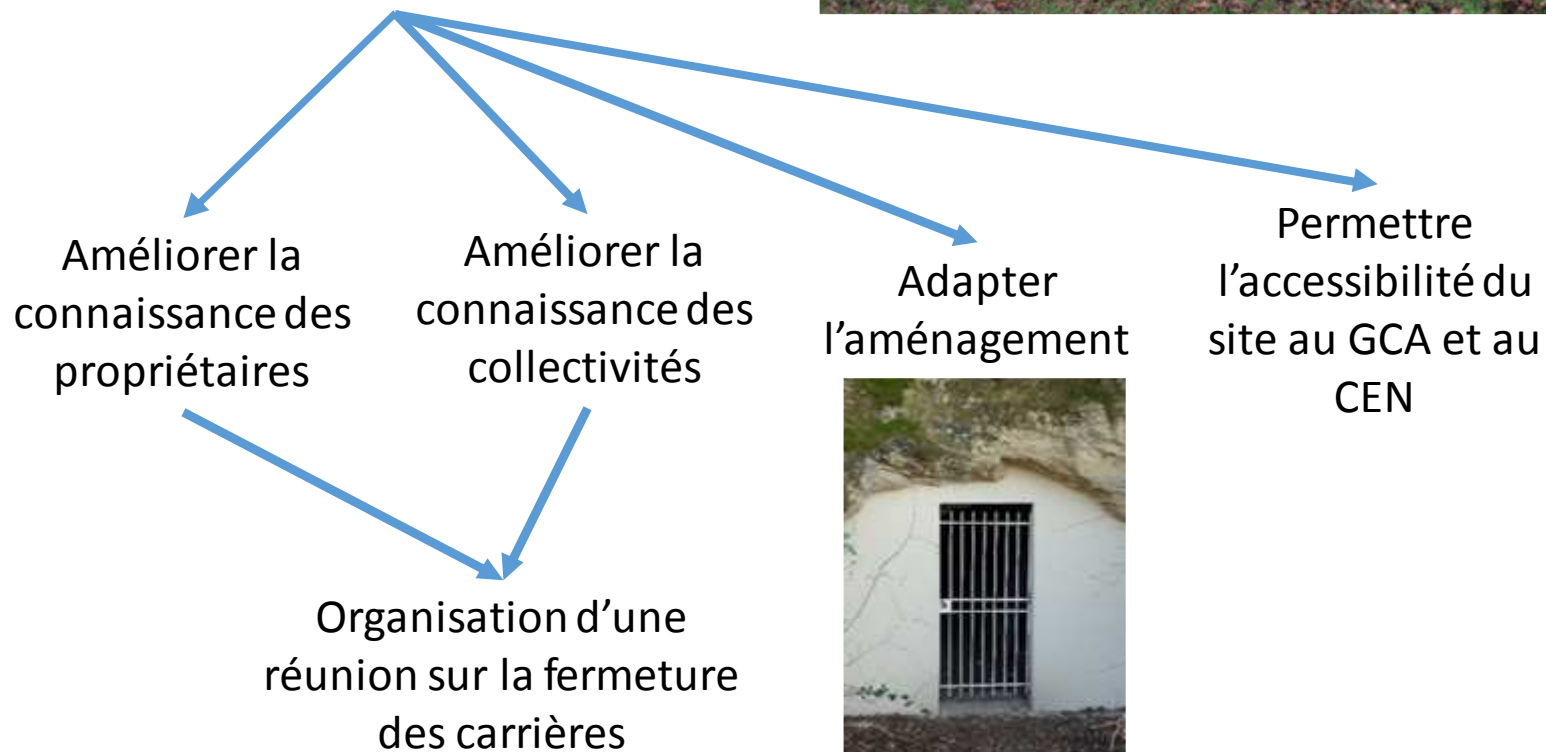 Améliorer la
connaissance des
propriétaires
Améliorer la
connaissance des
collectivités
Adapter
l’aménagement
Permettre
l’accessibilité du
site au GCA et au
CEN
Organisation d’une
réunion sur la fermeture
des carrières